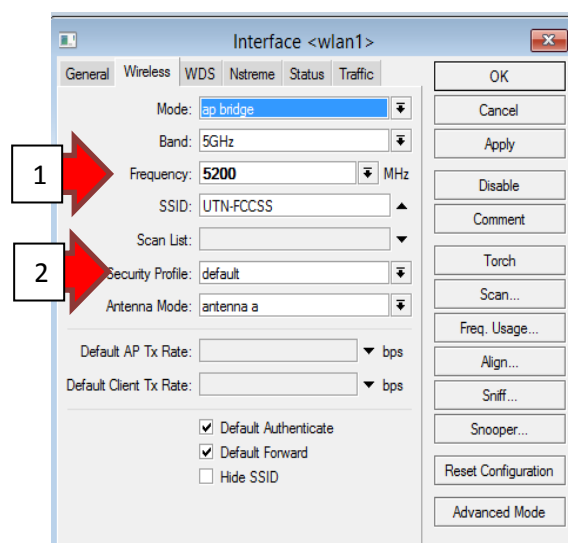 Interface <wlan1>
General Wireless WDS Nstreme Status Traffic
OK
Mode: ap bridge
Cancel
Band: 5GHz
Apply
1
Frequency: 5200 MHz
Disable
SSID: UTN-FCCSS
Comment
Scan List:
Torch
2
Security Profile: default
Scan...
Antenna Mode: antenna a
Freq. Usage...
Default AP Tx Rate: bps
Align...
Default Client Tx Rate: bps
Sniff...
Default Authenticate
Snooper...
Default Forward
Hide SSID
Reset Configuration
Advanced Mode